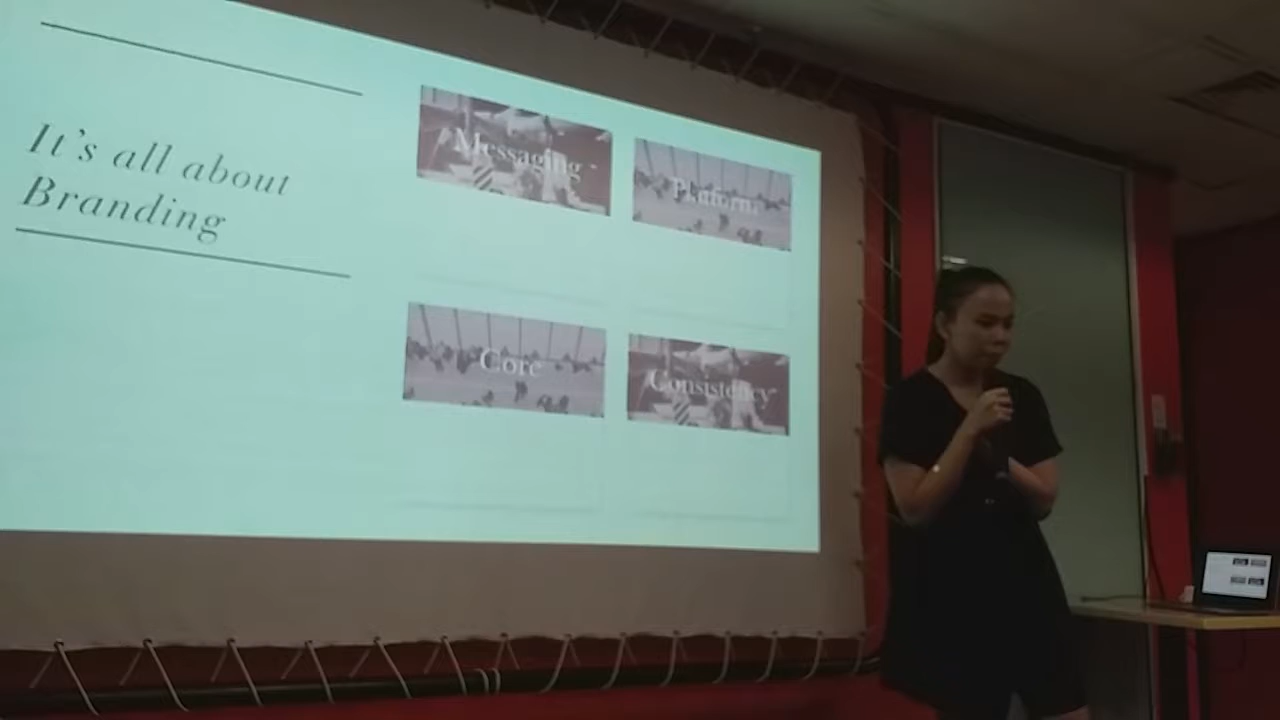 It's all about
Branding
Messaging
Platform
Core
Consistency